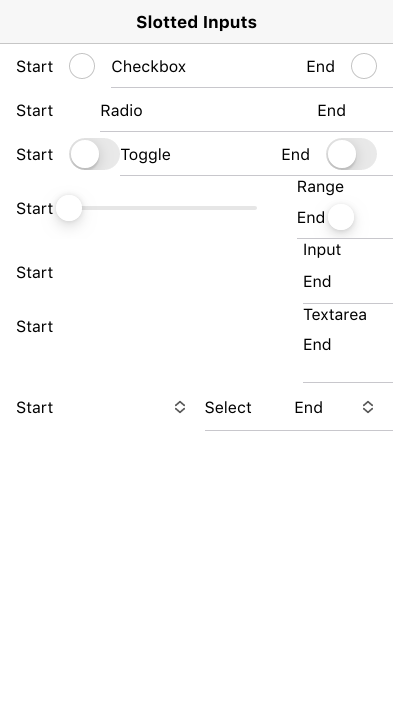 Slotted Inputs
Start Checkbox End
Start Radio End
Start Toggle End
Range
Start End
Input
Start End
Textarea
Start End
Start Select End